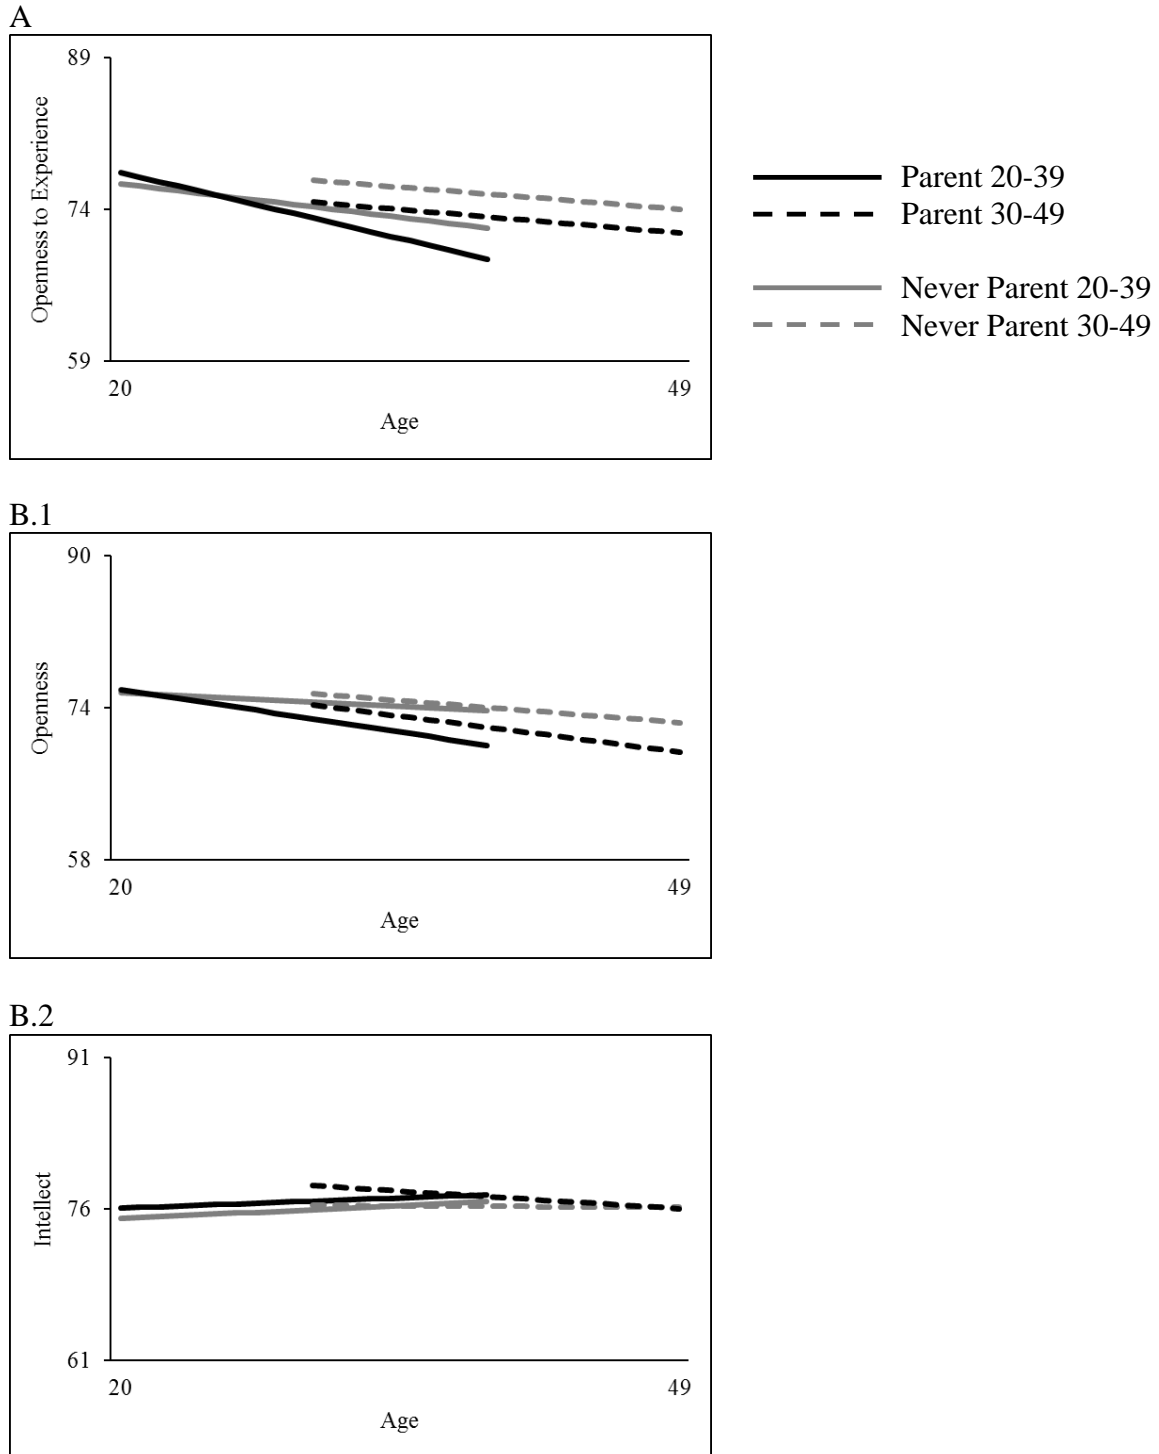 A
89
74
59
Openness to Experience
20
49
Age
Parent 20-39
Parent 30-49
Never Parent 20-39
Never Parent 30-49
B.1
90
74
58
Openness
20
49
Age
B.2
91
76
61
Intellect
20
49
Age